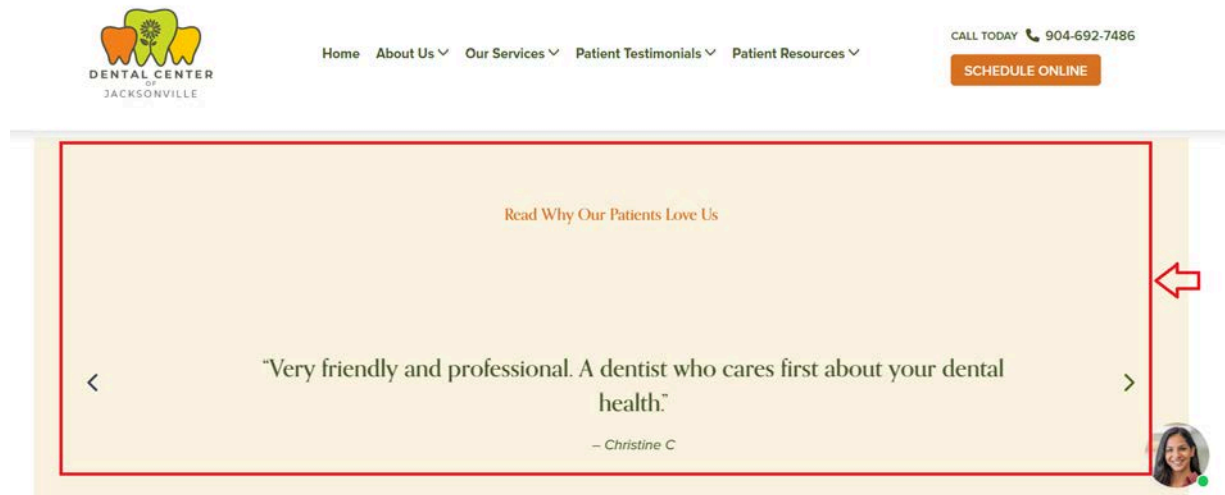 DENTAL CENTER
OF
JACKSONVILLE
Home About Us Our Services Patient Testimonials Patient Resources
CALL TODAY 904-692-7486
SCHEDULE ONLINE
Read Why Our Patients Love Us
“Very friendly and professional. A dentist who cares first about your dental
health.”
– Christine C